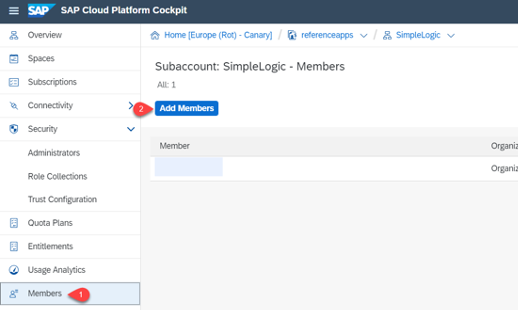 SAP SAP Cloud Platform Cockpit
Overview
Spaces
Subscriptions
Connectivity
Security
Administrators
Role Collections
Trust Configuration
Quota Plans
Entitlements
Usage Analytics
Members 1
Home [Europe (Rot) - Canary] / referenceapps / SimpleLogic
Subaccount: SimpleLogic - Members
All: 1
2 Add Members
Member Organiz
Organiz